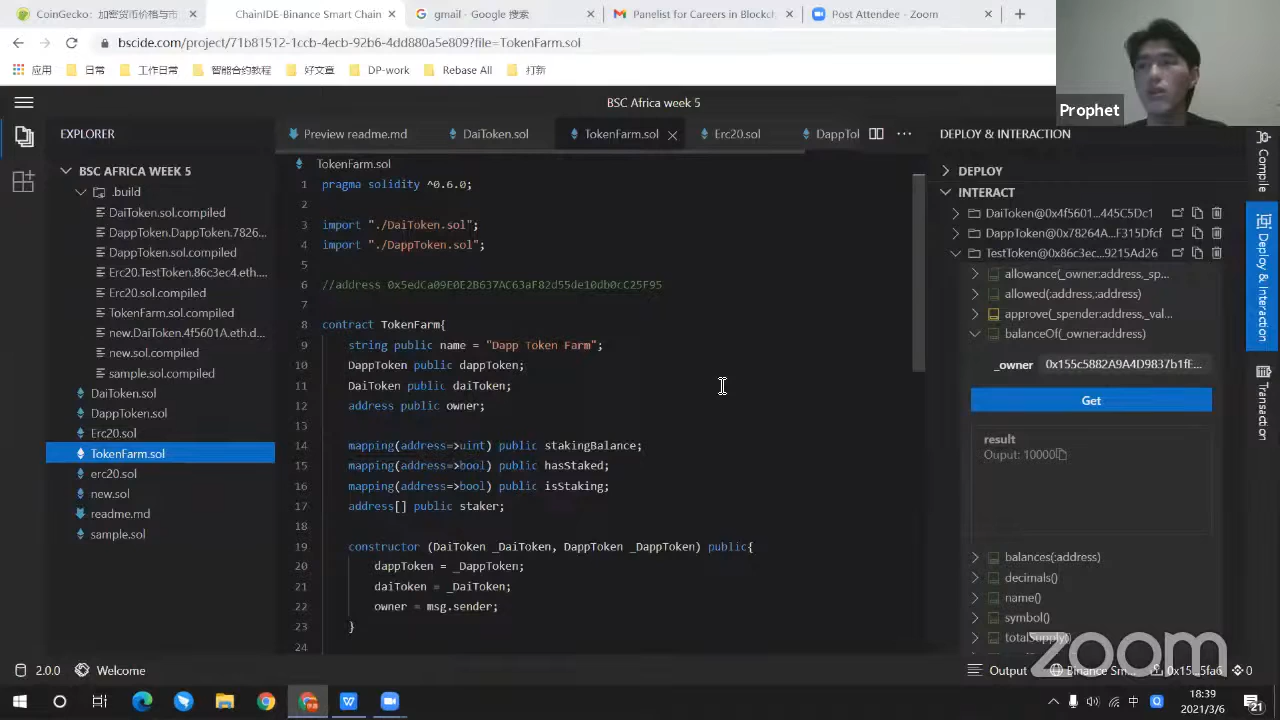 CoinGecko: 加密货币价格与市
ChainIDE-Binance Smart Chain
gmail - Google 搜索
Panelist for Careers in Blockch
Post Attendee - Zoom
bscide.com/project/71b81512-1ccb-4ecb-92b6-4dd880a5e809?file=TokenFarm.sol
应用 日常 工作日常 智能合约教程 好文章 DP-work Rebase All 打新
Prophet
BSC Africa week 5
EXPLORER
BSC AFRICA WEEK 5
.build
DaiToken.sol.compiled
DappToken.DappToken.7826...
DappToken.sol.compiled
Erc20.TestToken.86c3ec4.eth....
Erc20.sol.compiled
TokenFarm.sol.compiled
new.DaiToken.4f5601A.eth.d...
new.sol.compiled
sample.sol.compiled
DaiToken.sol
DappToken.sol
Erc20.sol
TokenFarm.sol
erc20.sol
new.sol
readme.md
sample.sol
Preview readme.md DaiToken.sol TokenFarm.sol Erc20.sol DappTol
TokenFarm.sol
1 pragma solidity ^0.6.0;
2
3 import "./DaiToken.sol";
4 import "./DappToken.sol";
5
6 //address 0x5edCa09E0E2B637AC63aF82d55de10db0cC25F95
7
8 contract TokenFarm{
9 string public name = "Dapp Token Farm";
10 DappToken public dappToken;
11 DaiToken public daiToken;
12 address public owner;
13
14 mapping(address=>uint) public stakingBalance;
15 mapping(address=>bool) public hasStaked;
16 mapping(address=>bool) public isStaking;
17 address[] public staker;
18
19 constructor (DaiToken _DaiToken, DappToken _DappToken) public{
20 dappToken = _DappToken;
21 daiToken = _DaiToken;
22 owner = msg.sender;
23 }
24
DEPLOY & INTERACTION
DEPLOY
INTERACT
DaiToken@0x4f5601...445C5Dc1
DappToken@0x78264A...F315Dfcf
TestToken@0x86c3ec...9215Ad26
allowance(_owner:address,_sp...
allowed(:address,:address)
approve(_spender:address,_val...
balanceOf(_owner:address)
_owner 0x155c5882A9A4D9837b1fE...
Get
result
Ouput: 10000
balances(:address)
decimals()
name()
symbol()
totalSupply()
Compile
Deploy & Interaction
Transaction
zoom
2.0.0 Welcome
Output Binance Sm... 0
18:39
2021/3/6
中
21